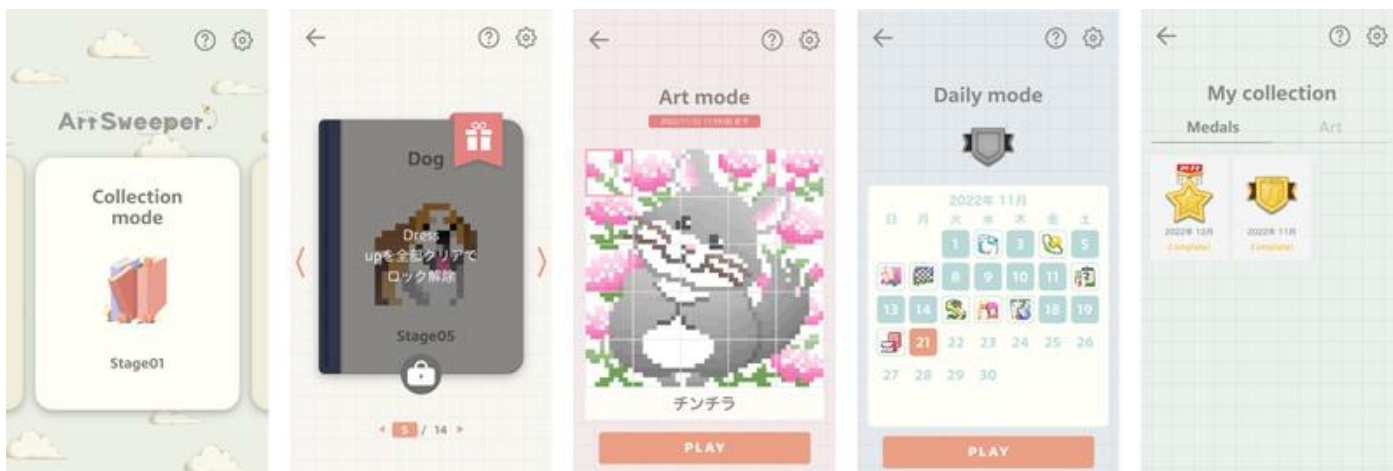 ArtSweeper.
Collection
mode
Stage01
Dog
Dress
upを全部クリアで
ロック解除
Stage05
5 / 14
Art mode
チンチラ
PLAY
Daily mode
2022年 11月
日 月 火 水 木 金 土
1 3 5
8 9 10 11
13 14 18 19
21 22 23 24 25 26
27 28 29 30
PLAY
My collection
Medals Art
2022年 12月 2022年 11月
Complete! Complete!